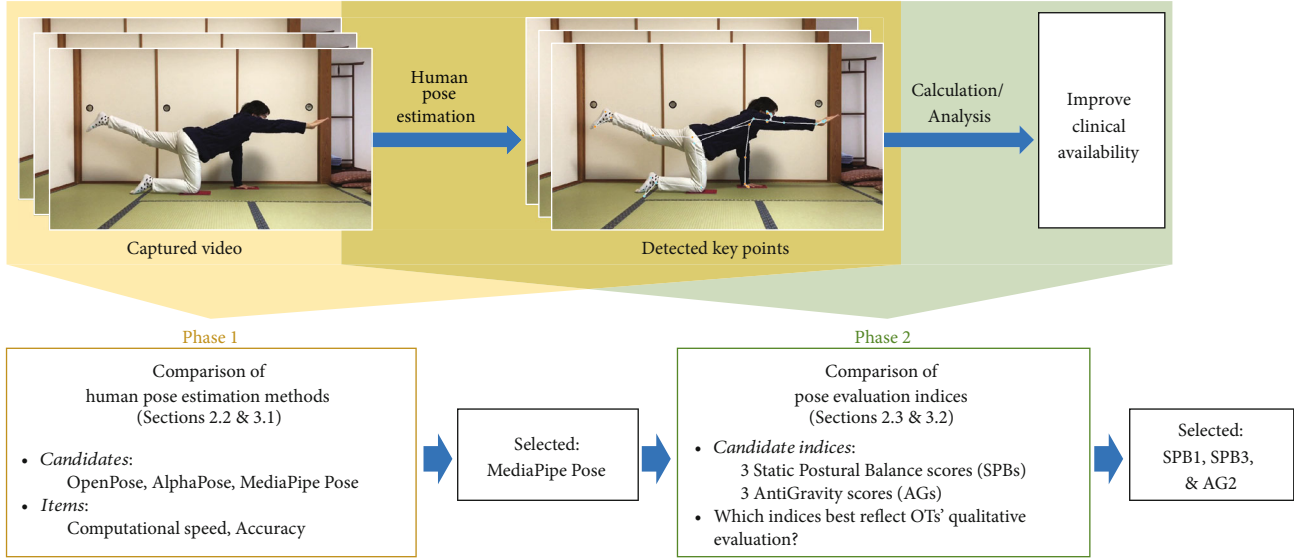 Human
pose
estimation
Calculation/
Analysis
Improve
clinical
availability
Captured video
Detected key points
Phase 1
Comparison of
human pose estimation methods
(Sections 2.2 & 3.1)
• Candidates:
OpenPose, AlphaPose, MediaPipe Pose
• Items:
Computational speed, Accuracy
Selected:
MediaPipe Pose
Phase 2
Comparison of
pose evaluation indices
(Sections 2.3 & 3.2)
• Candidate indices:
3 Static Postural Balance scores (SPBs)
3 AntiGravity scores (AGs)
• Which indices best reflect OTs' qualitative
evaluation?
Selected:
SPB1, SPB3,
& AG2